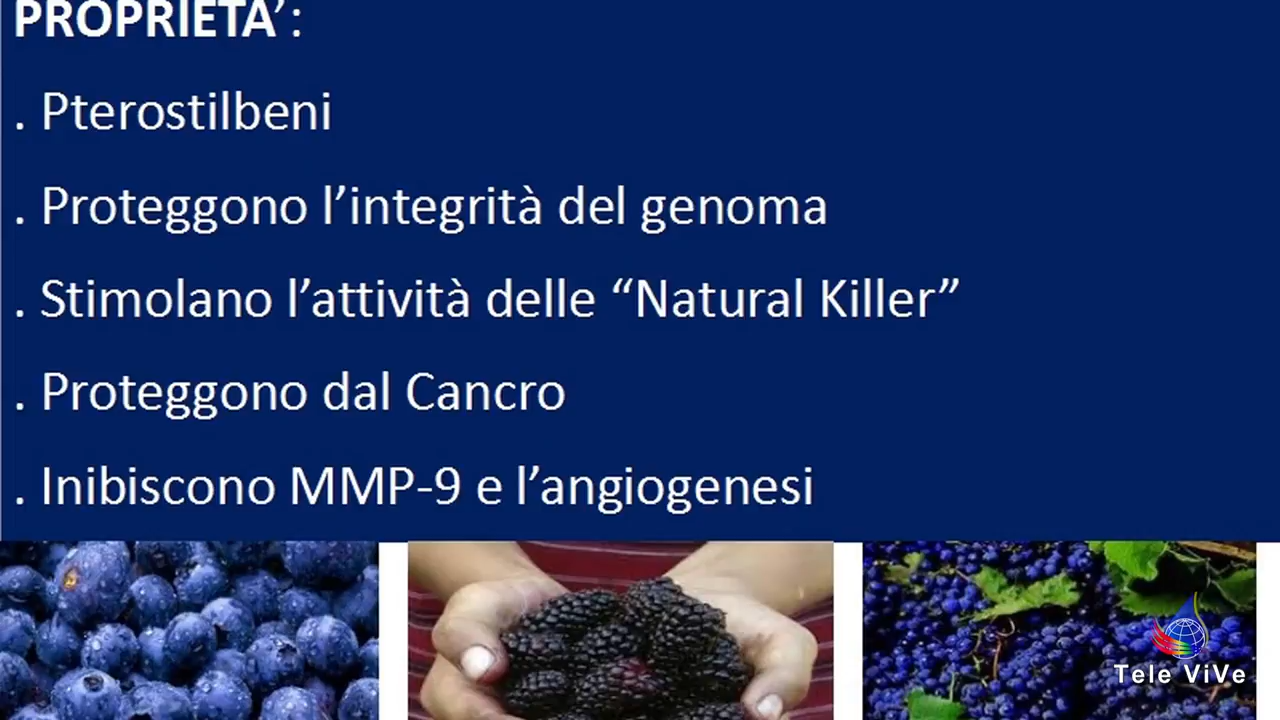 PROPRIETA’:
. Pterostilbeni
. Proteggono l’integrità del genoma
. Stimolano l’attività delle “Natural Killer”
. Proteggono dal Cancro
. Inibiscono MMP-9 e l’angiogenesi
Tele ViVe